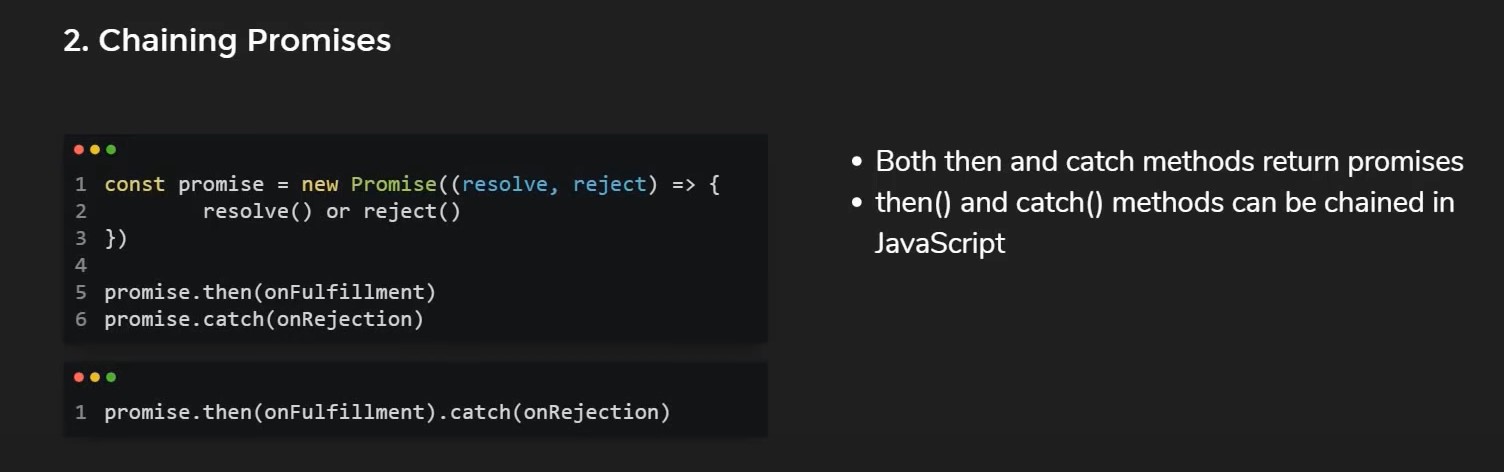 2. Chaining Promises
1 const promise = new Promise((resolve, reject) => {
2         resolve() or reject()
3 })
4
5 promise.then(onFulfillment)
6 promise.catch(onRejection)
1 promise.then(onFulfillment).catch(onRejection)
• Both then and catch methods return promises
• then() and catch() methods can be chained in
JavaScript